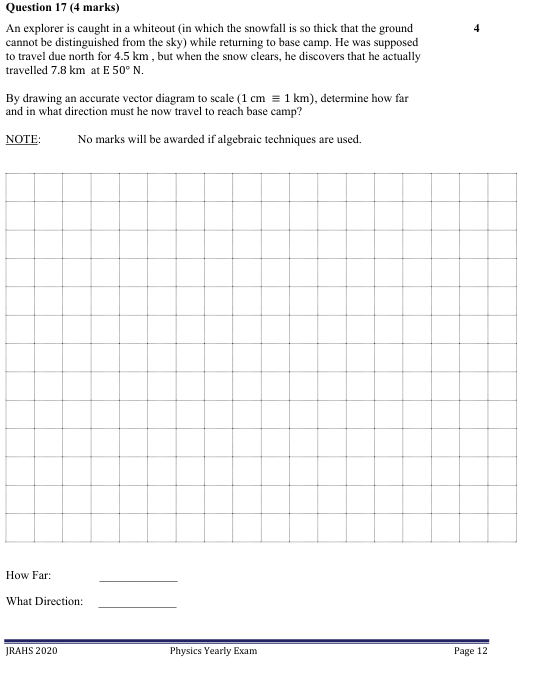 Question 17 (4 marks)
An explorer is caught in a whiteout (in which the snowfall is so thick that the ground 4
cannot be distinguished from the sky) while returning to base camp. He was supposed
to travel due north for 4.5 km , but when the snow clears, he discovers that he actually
travelled 7.8 km at E 50° N.
By drawing an accurate vector diagram to scale (1 cm ≡ 1 km), determine how far
and in what direction must he now travel to reach base camp?
NOTE: No marks will be awarded if algebraic techniques are used.
How Far: ____________
What Direction: ____________
JRAHS 2020 Physics Yearly Exam Page 12